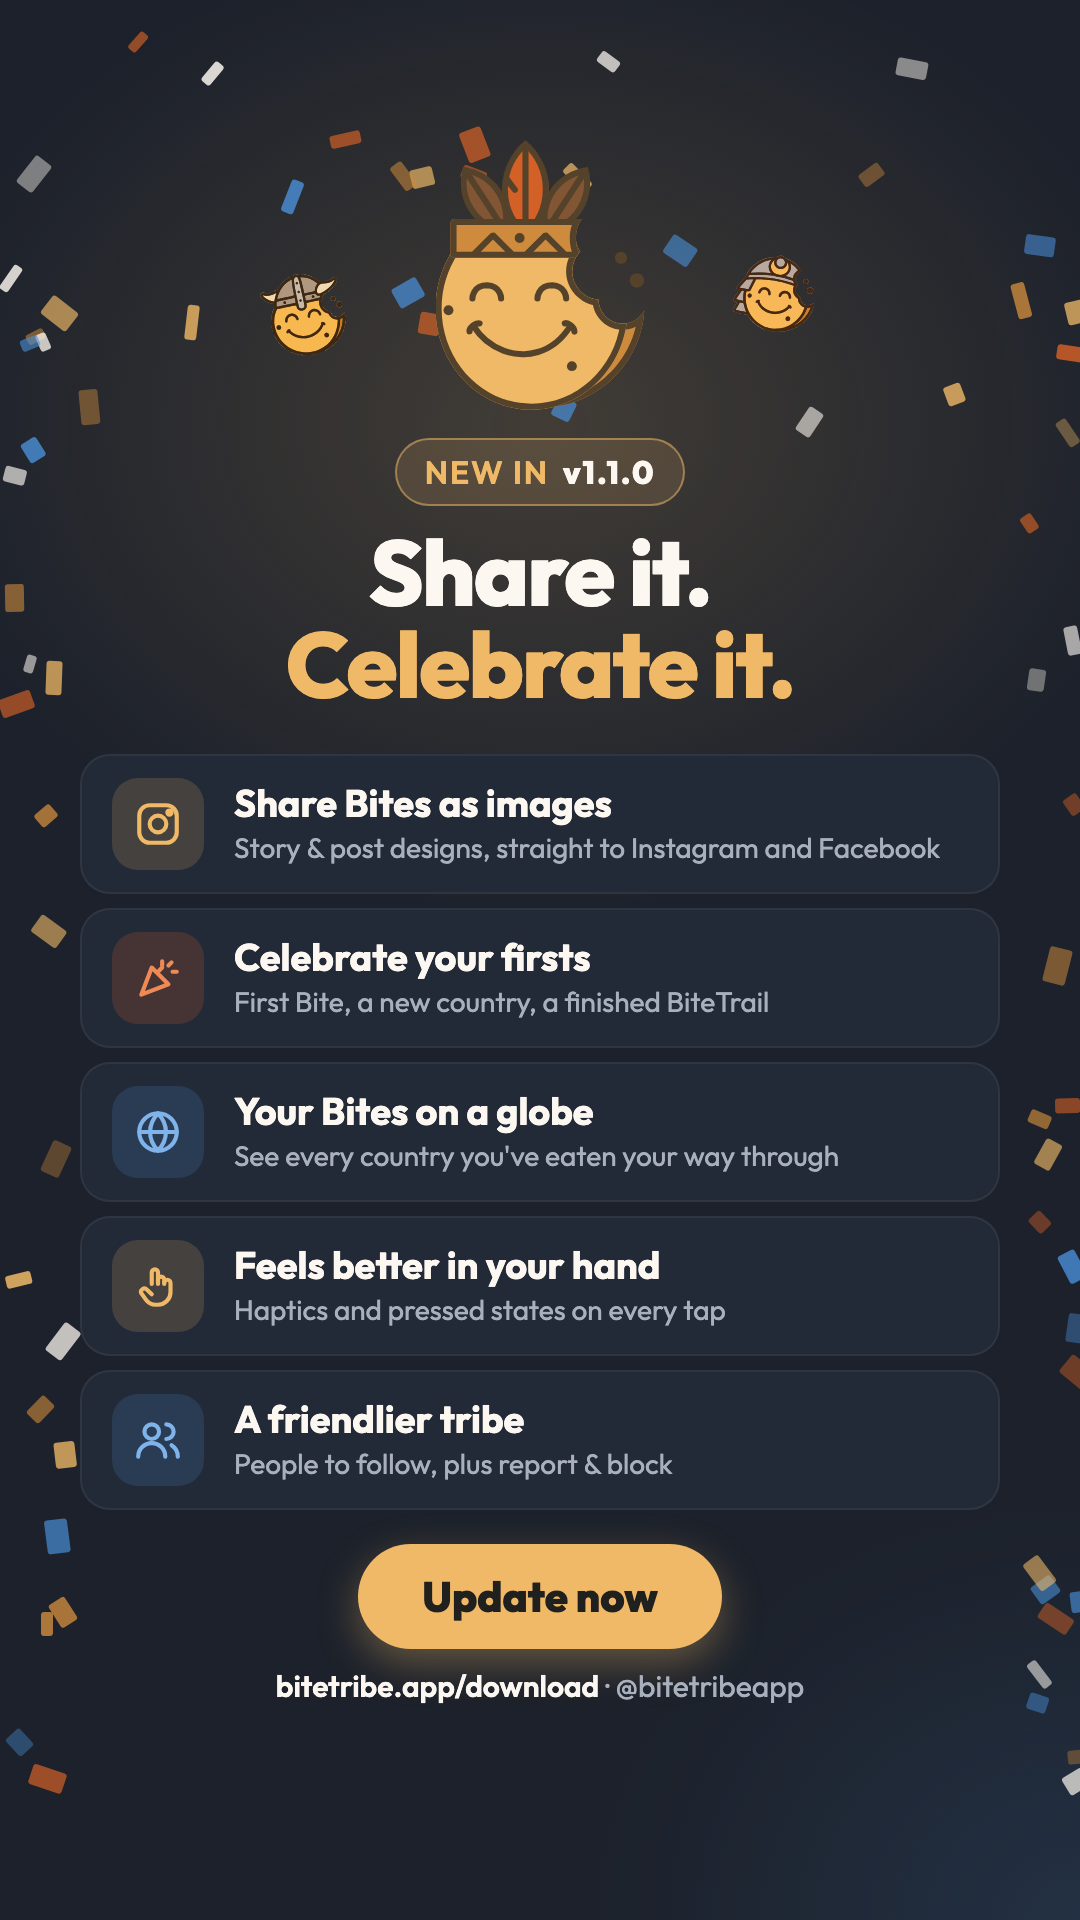 NEW IN v1.1.0
Share it.
Celebrate it.
Share Bites as images
Story & post designs, straight to Instagram and Facebook
Celebrate your firsts
First Bite, a new country, a finished BiteTrail
Your Bites on a globe
See every country you've eaten your way through
Feels better in your hand
Haptics and pressed states on every tap
A friendlier tribe
People to follow, plus report & block
Update now
bitetribe.app/download · @bitetribeapp